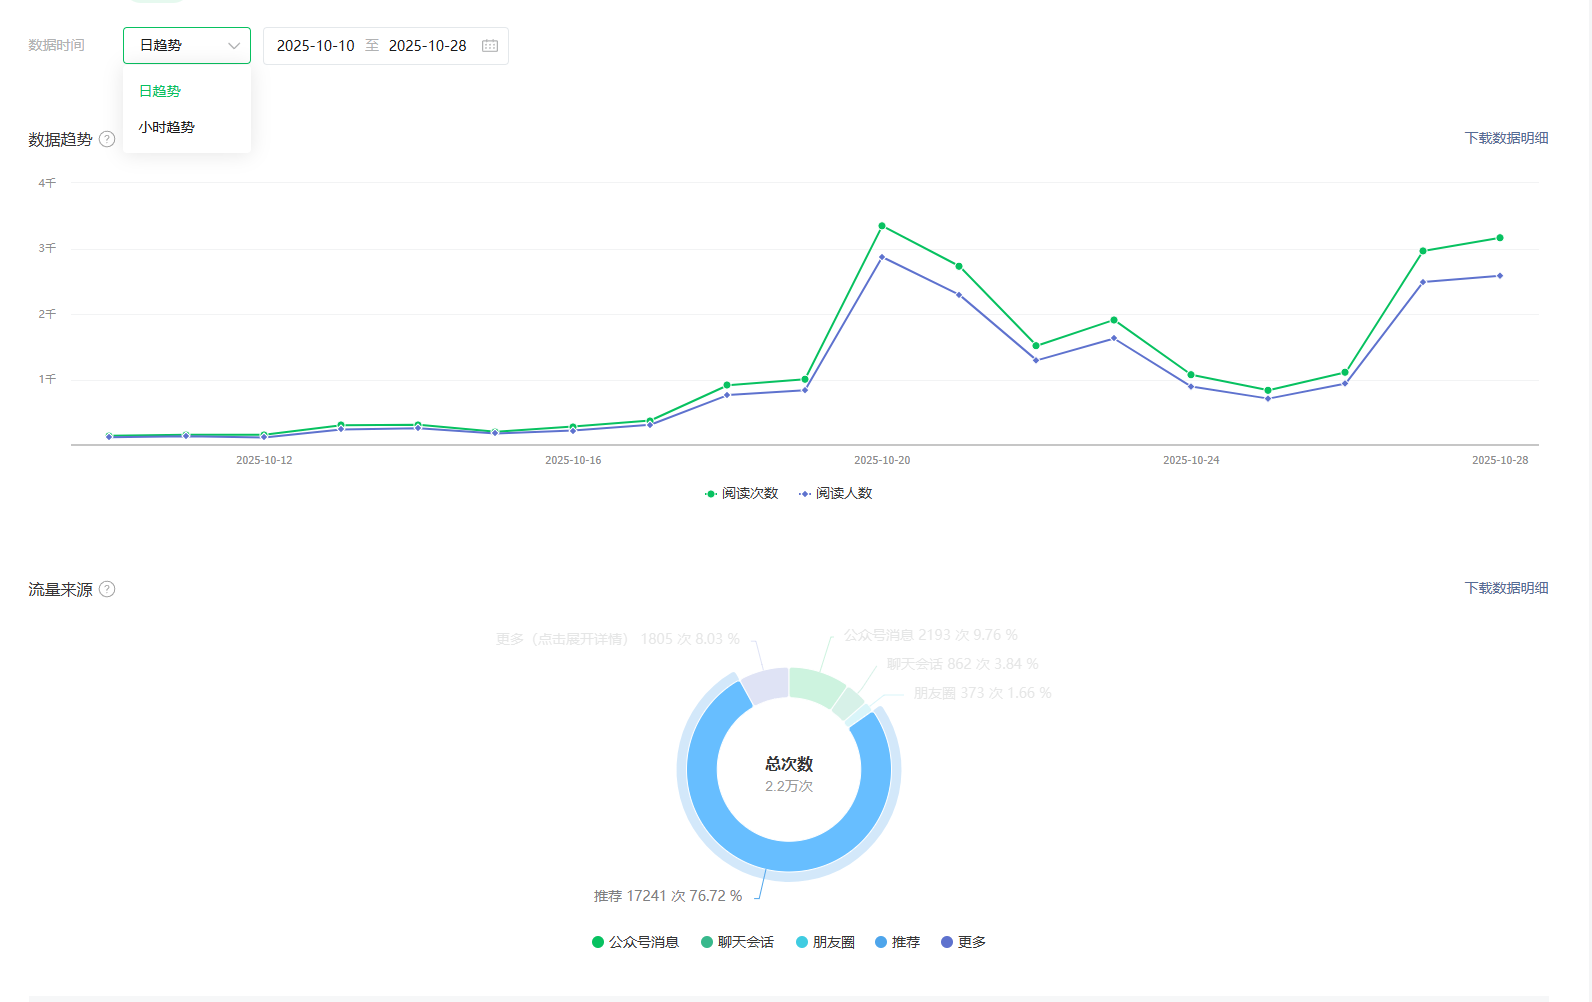 数据时间 日趋势 2025-10-10 至 2025-10-28
日趋势
小时趋势
数据趋势 ? 下载数据明细
4千
3千
2千
1千
2025-10-12 2025-10-16 2025-10-20 2025-10-24 2025-10-28
阅读次数 阅读人数
流量来源 ? 下载数据明细
更多（点击展开详情） 1805 次 8.03 % 公众号消息 2193 次 9.76 %
聊天会话 862 次 3.84 %
朋友圈 373 次 1.66 %
总次数
2.2万次
推荐 17241 次 76.72 %
公众号消息 聊天会话 朋友圈 推荐 更多